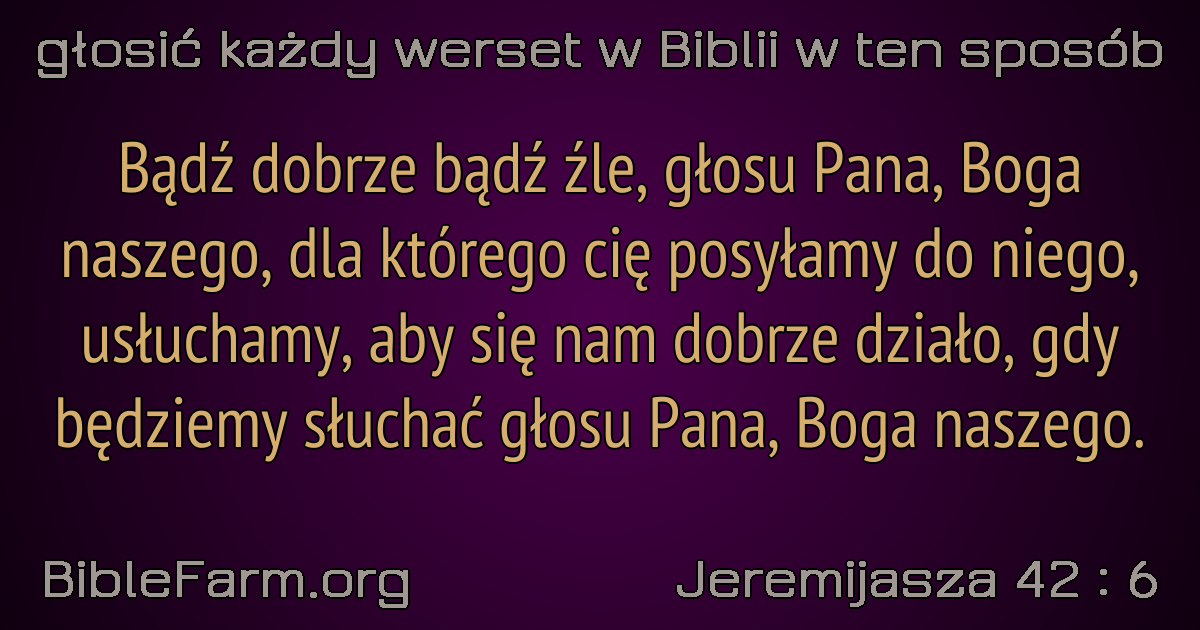 głosić każdy werset w Biblii w ten sposób
Bądź dobrze bądź źle, głosu Pana, Boga
naszego, dla którego cię posyłamy do niego,
usłuchamy, aby się nam dobrze działo, gdy
będziemy słuchać głosu Pana, Boga naszego.
BibleFarm.org
Jeremijasza 42 : 6